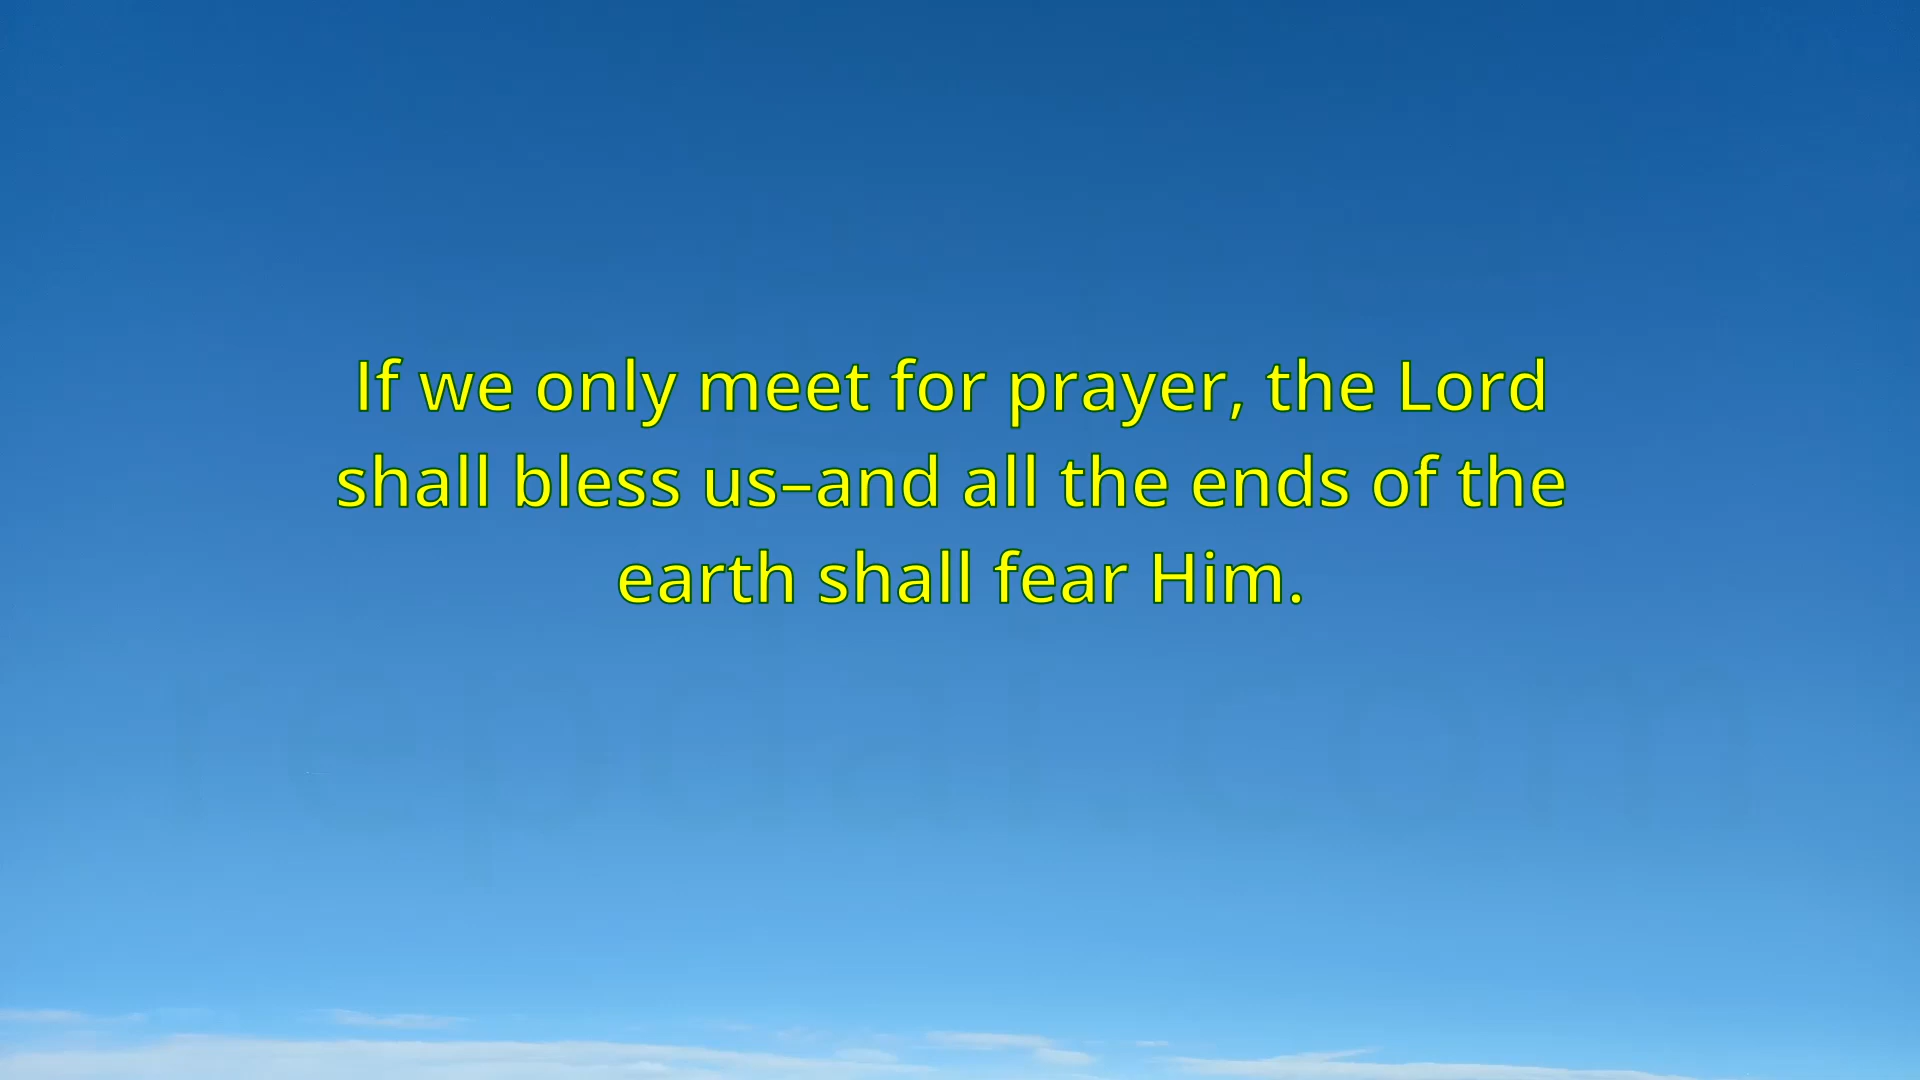 If we only meet for prayer, the Lord
shall bless us–and all the ends of the
earth shall fear Him.